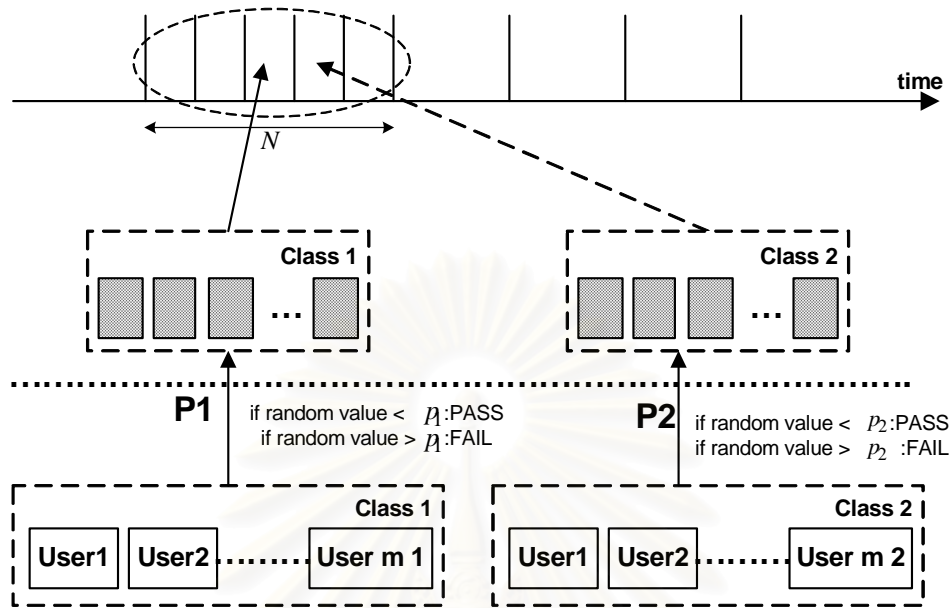 time
N
Class 1
...
Class 2
...
P1
if random value < p1:PASS
if random value > p1:FAIL
P2
if random value < p2:PASS
if random value > p2 :FAIL
Class 1
User1
User2
User m 1
Class 2
User1
User2
User m 2